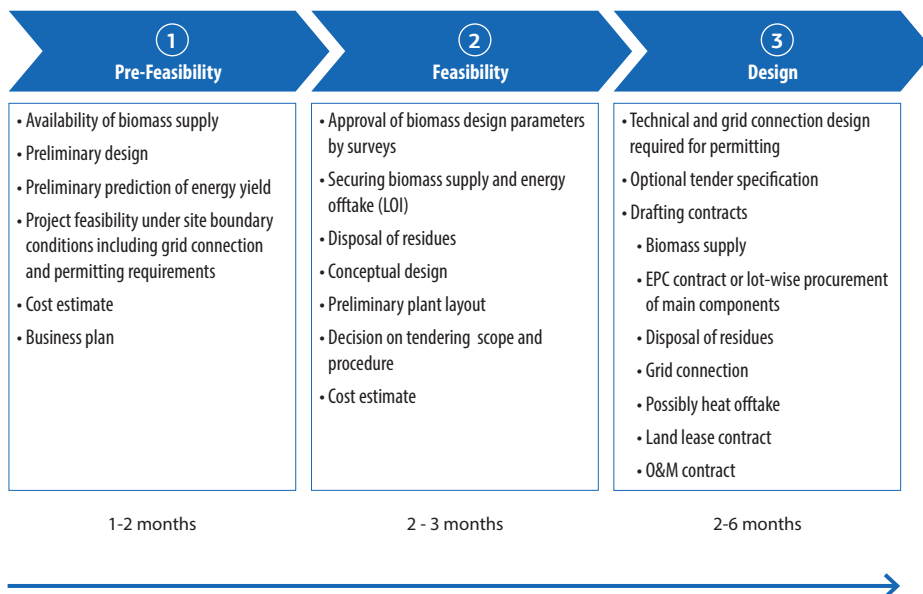 1
Pre-Feasibility
• Availability of biomass supply
• Preliminary design
• Preliminary prediction of energy yield
• Project feasibility under site boundary
conditions including grid connection
and permitting requirements
• Cost estimate
• Business plan
1-2 months
2
Feasibility
• Approval of biomass design parameters
by surveys
• Securing biomass supply and energy
offtake (LOI)
• Disposal of residues
• Conceptual design
• Preliminary plant layout
• Decision on tendering scope and
procedure
• Cost estimate
2 - 3 months
3
Design
• Technical and grid connection design
required for permitting
• Optional tender specification
• Drafting contracts
• Biomass supply
• EPC contract or lot-wise procurement
of main components
• Disposal of residues
• Grid connection
• Possibly heat offtake
• Land lease contract
• O&M contract
2-6 months